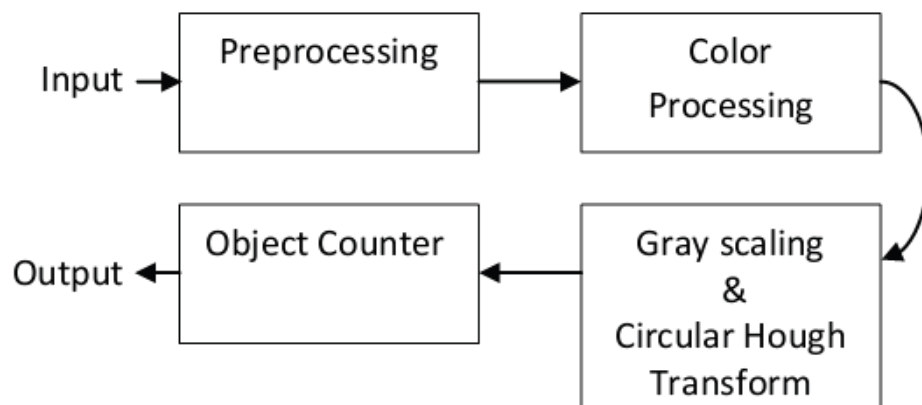 Input
Preprocessing
Color
Processing
Gray scaling
&
Circular Hough
Transform
Object Counter
Output